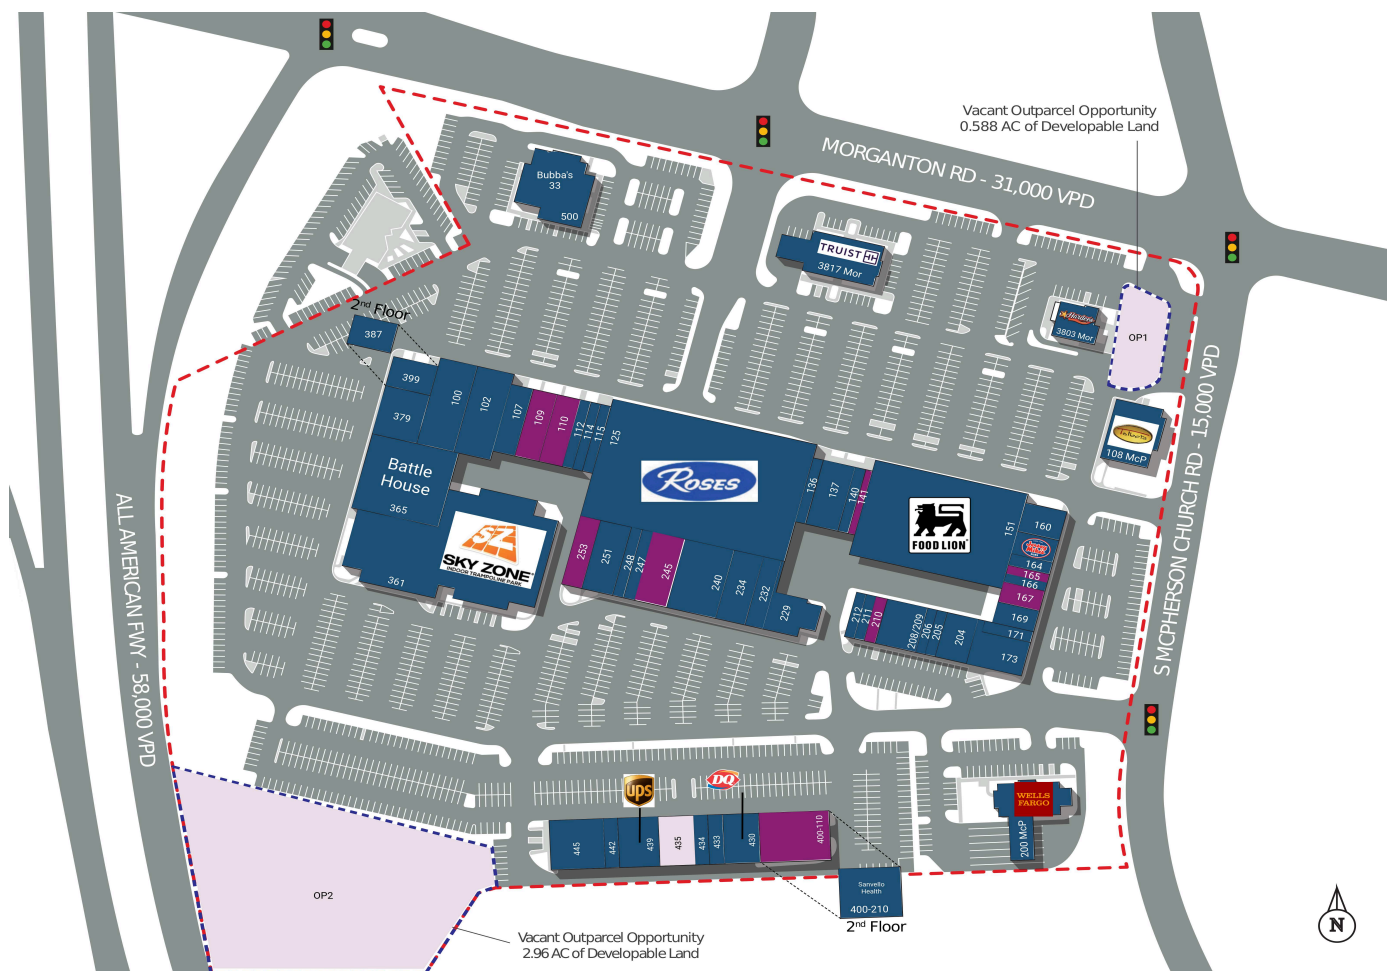 Vacant Outparcel Opportunity
0.588 AC of Developable Land
MORGANTON RD - 31,000 VPD
Bubba's
33
500
TRUIST
3817 Mor
Hardee's
3803 Mor
OP1
2nd Floor
387
399
379
100
102
107
109
110
112
114
115
125
ROSES
136
137
140
141
FOOD LION
151
160
164
165
166
167
169
171
173
108 McP
S MCPHERSON CHURCH RD - 15,000 VPD
Battle
House
365
SKY ZONE
INDOOR TRAMPOLINE PARK
361
253
251
248
247
245
240
234
232
229
212
211
210
208/209
206
205
204
ALL AMERICAN FWY - 58,000 VPD
ups
DQ
445
442
439
435
434
433
430
400-110
WELLS
FARGO
200 McP
Sanvello
Health
400-210
2nd Floor
OP2
Vacant Outparcel Opportunity
2.96 AC of Developable Land
N